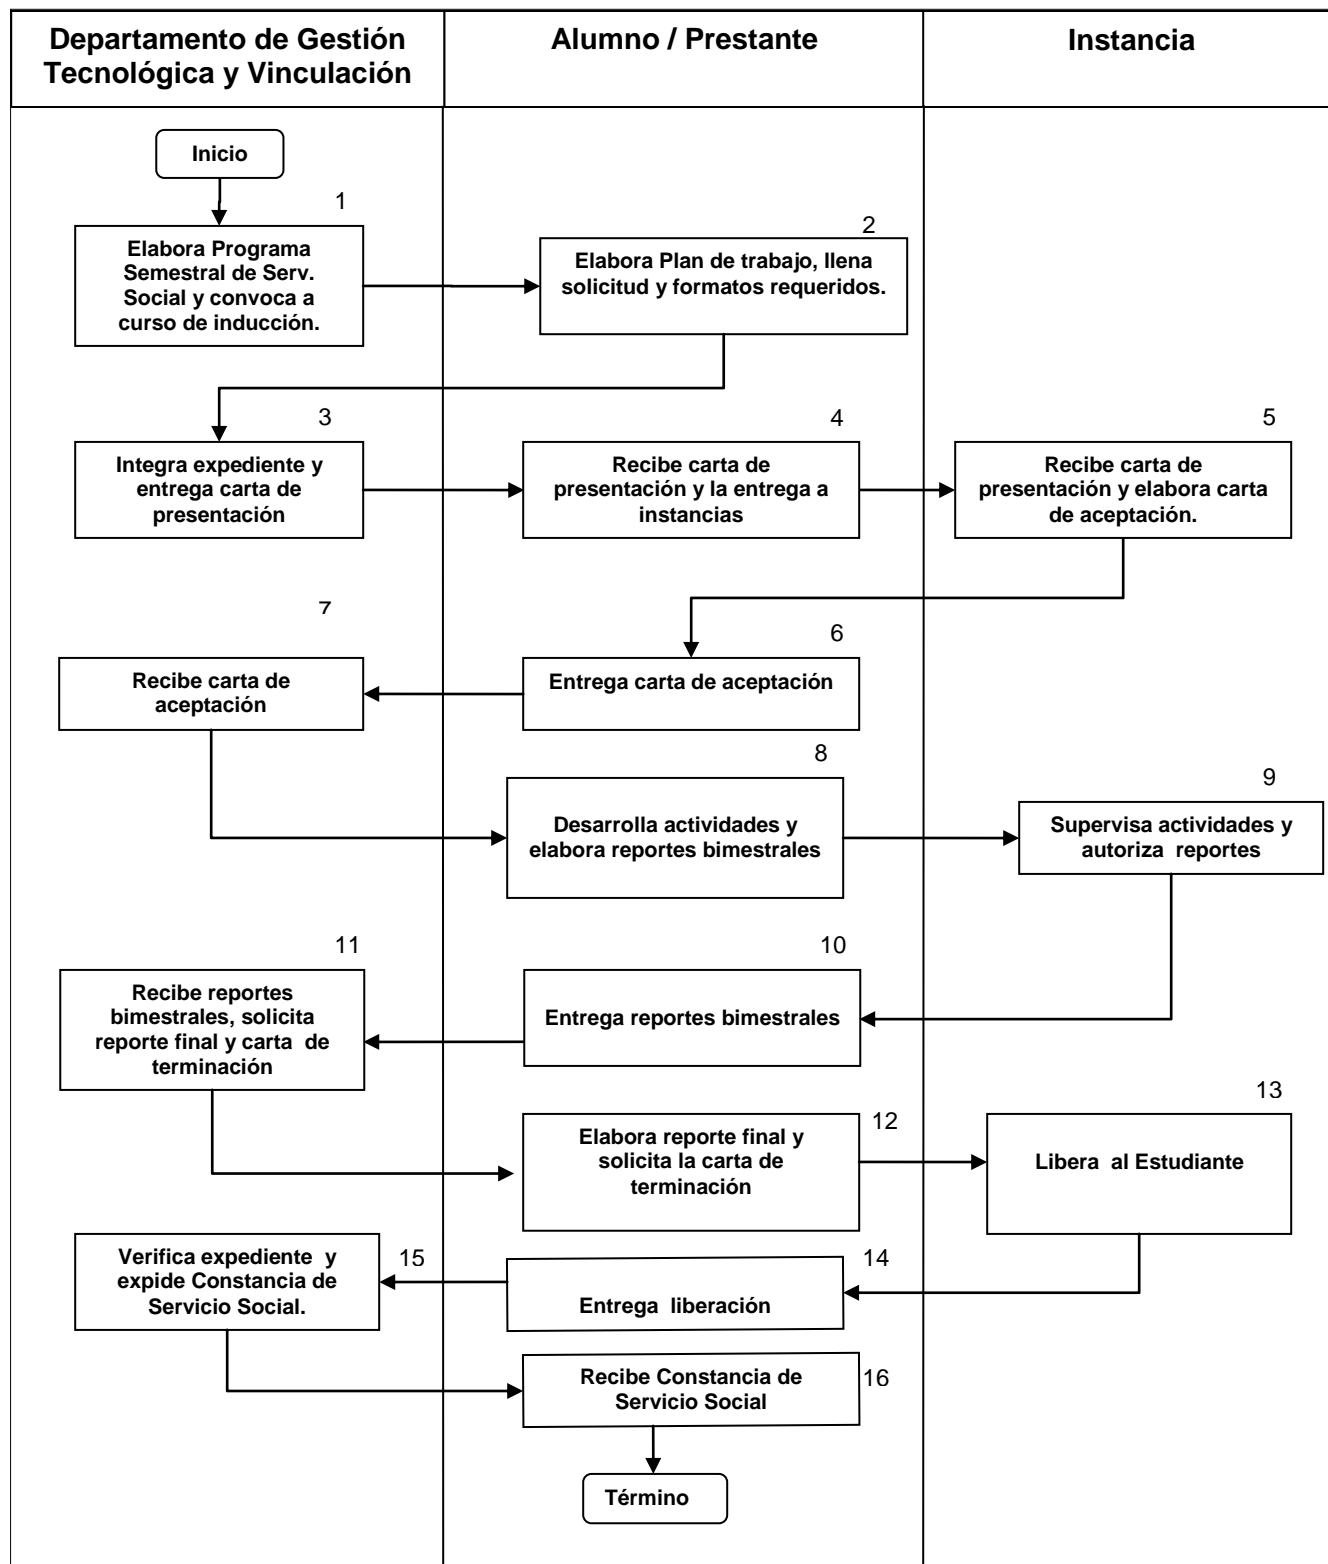 Departamento de Gestión
Tecnológica y Vinculación
Alumno / Prestante
Instancia
Inicio
1
Elabora Programa
Semestral de Serv.
Social y convoca a
curso de inducción.
2
Elabora Plan de trabajo, llena
solicitud y formatos requeridos.
3
Integra expediente y
entrega carta de
presentación
4
Recibe carta de
presentación y la entrega a
instancias
5
Recibe carta de
presentación y elabora carta
de aceptación.
6
Entrega carta de aceptación
7
Recibe carta de
aceptación
8
Desarrolla actividades y
elabora reportes bimestrales
9
Supervisa actividades y
autoriza reportes
10
Entrega reportes bimestrales
11
Recibe reportes
bimestrales, solicita
reporte final y carta de
terminación
12
Elabora reporte final y
solicita la carta de
terminación
13
Libera al Estudiante
14
Entrega liberación
15
Verifica expediente y
expide Constancia de
Servicio Social.
16
Recibe Constancia de
Servicio Social
Término